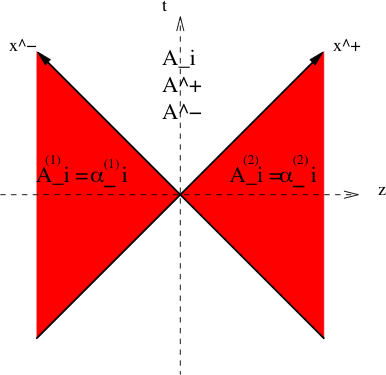 t
x^−
x^+
A_i
A^+
A^−
A_i^(1) = α_i^(1)
A_i^(2) = α_i^(2)
z